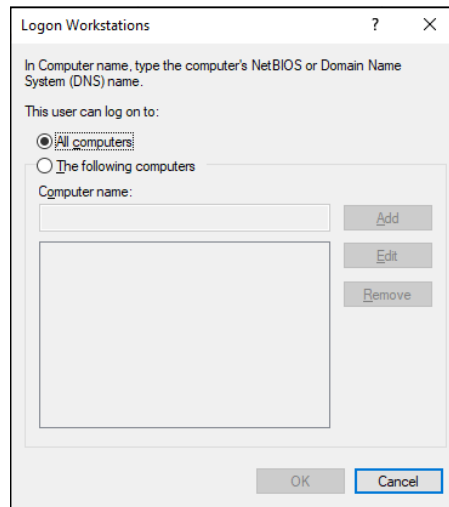 Logon Workstations ? X
In Computer name, type the computer's NetBIOS or Domain Name
System (DNS) name.
This user can log on to:
All computers
The following computers
Computer name:
Add
Edit
Remove
OK Cancel